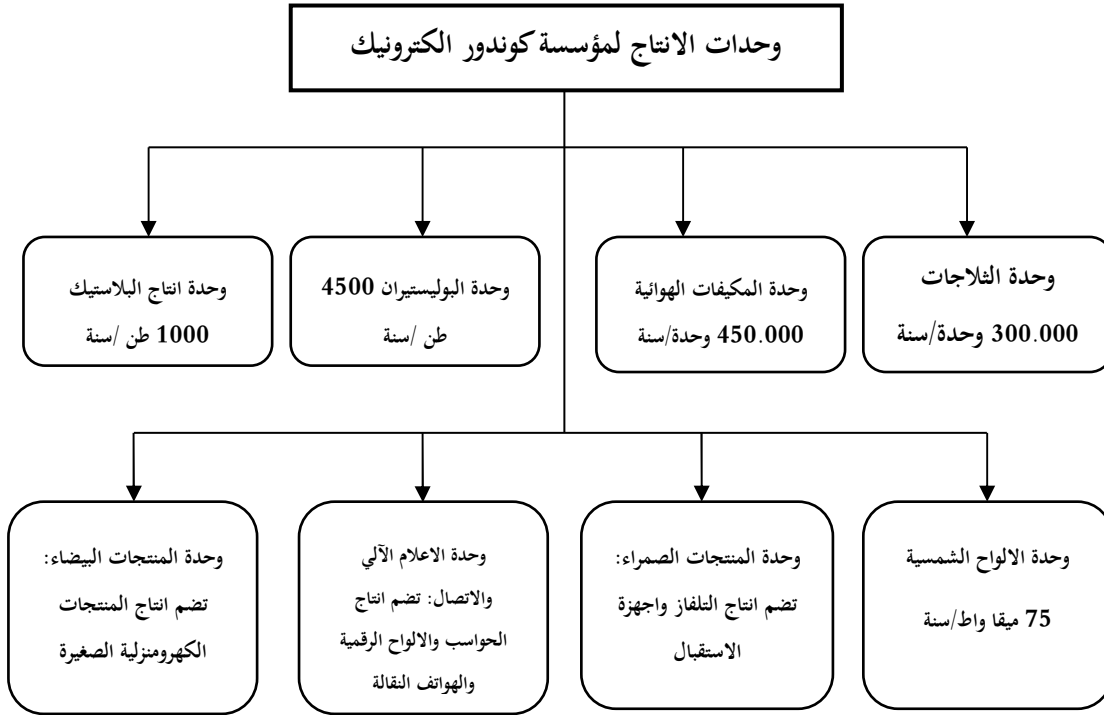 وحدات الانتاج لمؤسسة كوندور الكترونيك
وحدة الثلاجات
300.000 وحدة/سنة
وحدة المكيفات الهوائية
450.000 وحدة/سنة
وحدة البوليستيران 4500
طن /سنة
وحدة انتاج البلاستيك
1000 طن /سنة
وحدة الالواح الشمسية
75 ميقا واط/سنة
وحدة المنتجات الصمراء:
تضم انتاج التلفاز واجهزة
الاستقبال
وحدة الاعلام الآلي
والاتصال: تضم انتاج
الحواسب والالواح الرقمية
والهواتف النقالة
وحدة المنتجات البيضاء:
تضم انتاج المنتجات
الكهرومنزلية الصغيرة